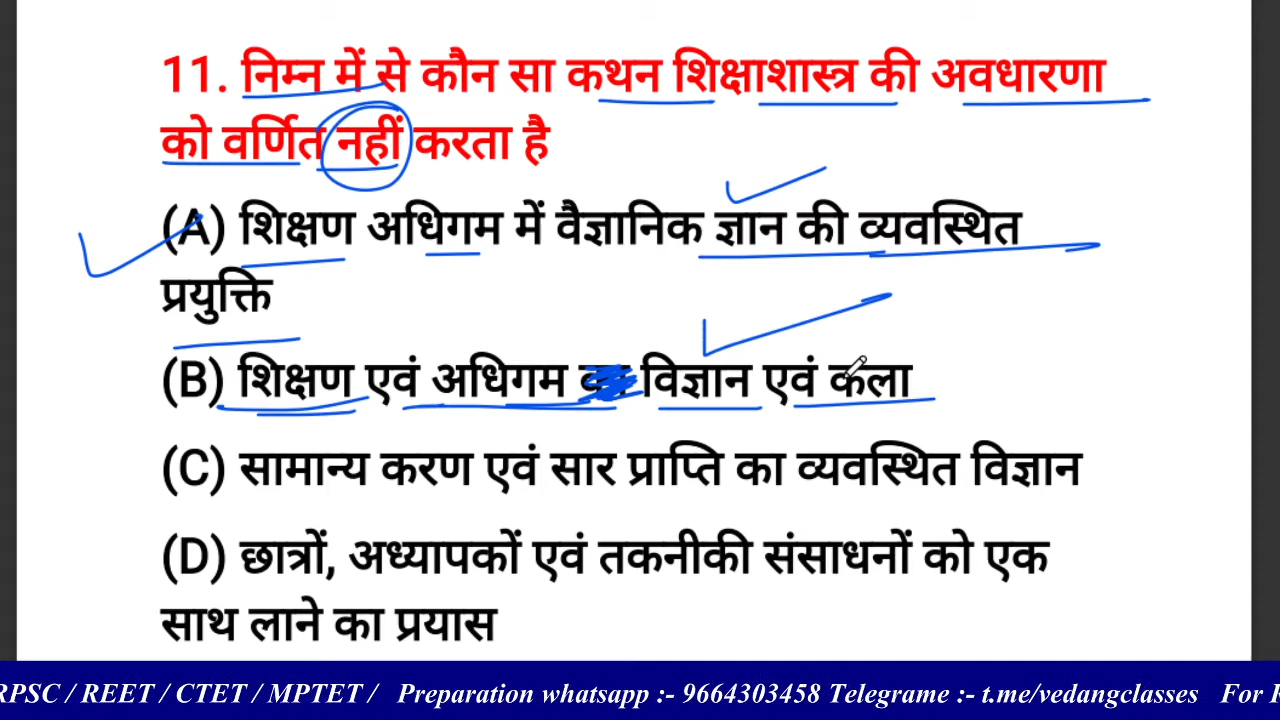 11. निम्न में से कौन सा कथन शिक्षाशास्त्र की अवधारणा
को वर्णित नहीं करता है
(A) शिक्षण अधिगम में वैज्ञानिक ज्ञान की व्यवस्थित
प्रयुक्ति
(B) शिक्षण एवं अधिगम विज्ञान एवं कला
(C) सामान्य करण एवं सार प्राप्ति का व्यवस्थित विज्ञान
(D) छात्रों, अध्यापकों एवं तकनीकी संसाधनों को एक
साथ लाने का प्रयास
RPSC / REET / CTET / MPTET / Preparation whatsapp :- 9664303458 Telegrame :- t.me/vedangclasses For